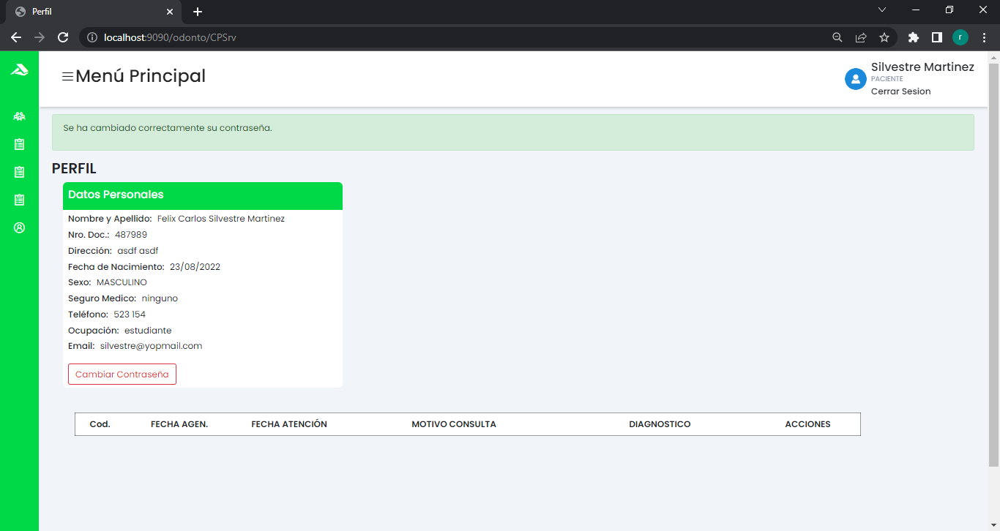 Perfil
localhost:9090/odonto/CPSrv
r
Menú Principal
Silvestre Martinez
PACIENTE
Cerrar Sesion
Se ha cambiado correctamente su contraseña.
PERFIL
Datos Personales
Nombre y Apellido: Felix Carlos Silvestre Martinez
Nro. Doc.: 487989
Dirección: asdf asdf
Fecha de Nacimiento: 23/08/2022
Sexo: MASCULINO
Seguro Medico: ninguno
Teléfono: 523 154
Ocupación: estudiante
Email: silvestre@yopmail.com
Cambiar Contraseña
Cod. FECHA AGEN. FECHA ATENCIÓN MOTIVO CONSULTA DIAGNOSTICO ACCIONES